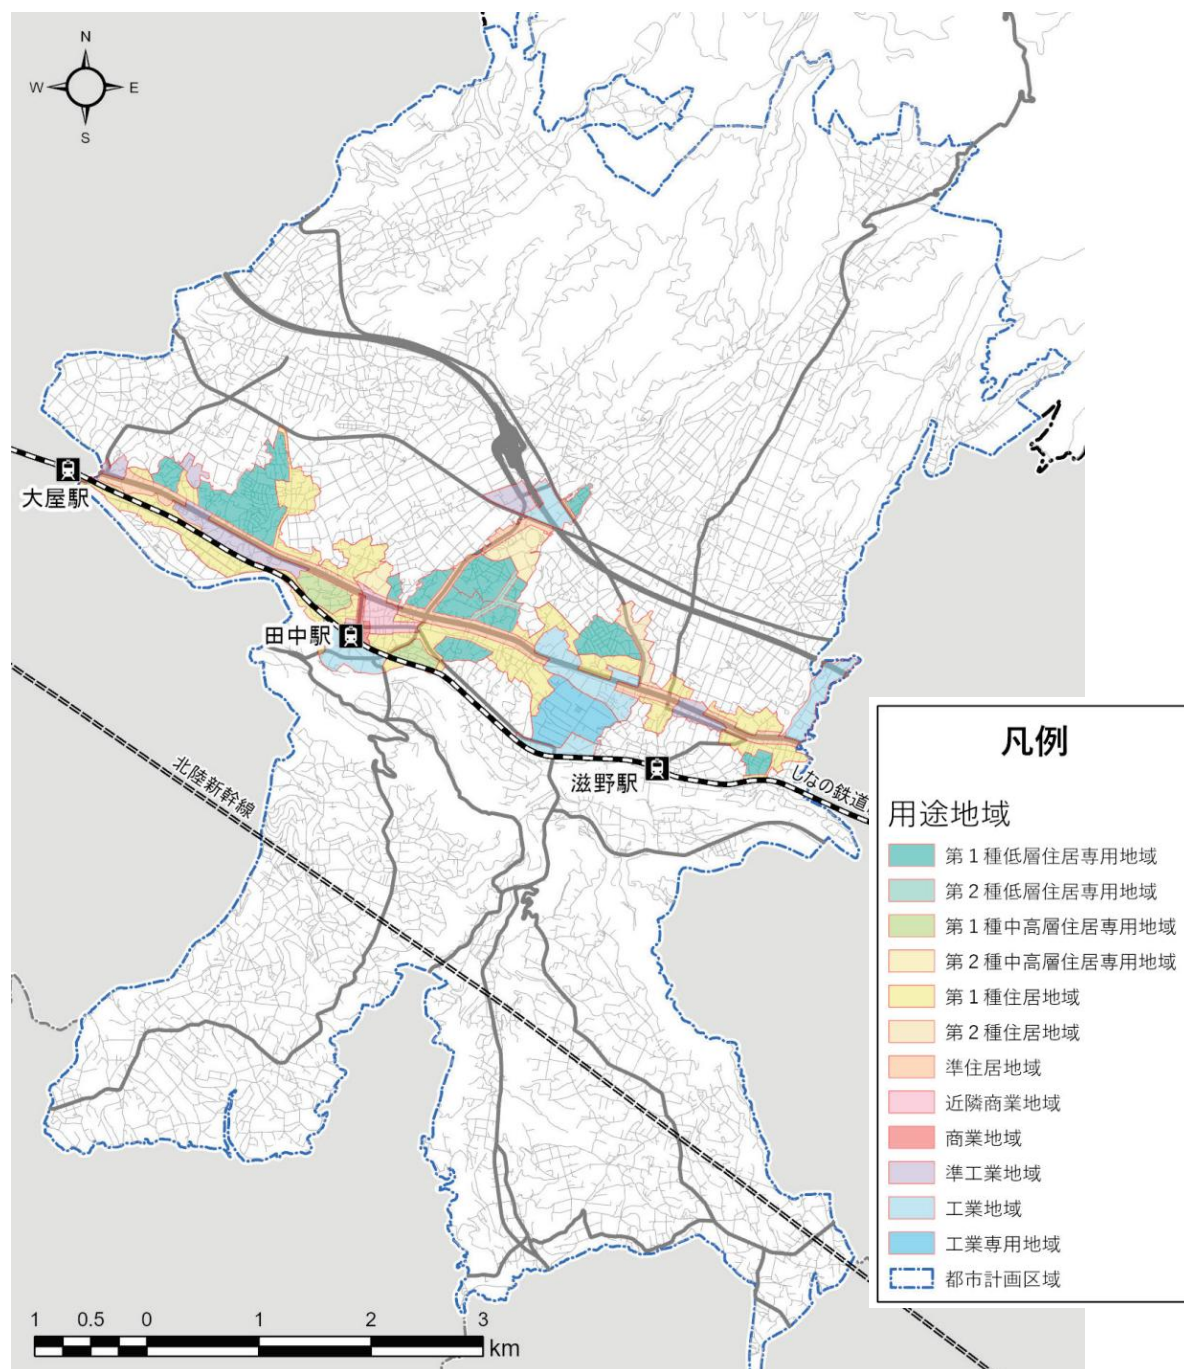 N
W E
S
大屋駅
田中駅
滋野駅
北陸新幹線
しなの鉄道
凡例
用途地域
第1種低層住居専用地域
第2種低層住居専用地域
第1種中高層住居専用地域
第2種中高層住居専用地域
第1種住居地域
第2種住居地域
準住居地域
近隣商業地域
商業地域
準工業地域
工業地域
工業専用地域
都市計画区域
1 0.5 0 1 2 3
km